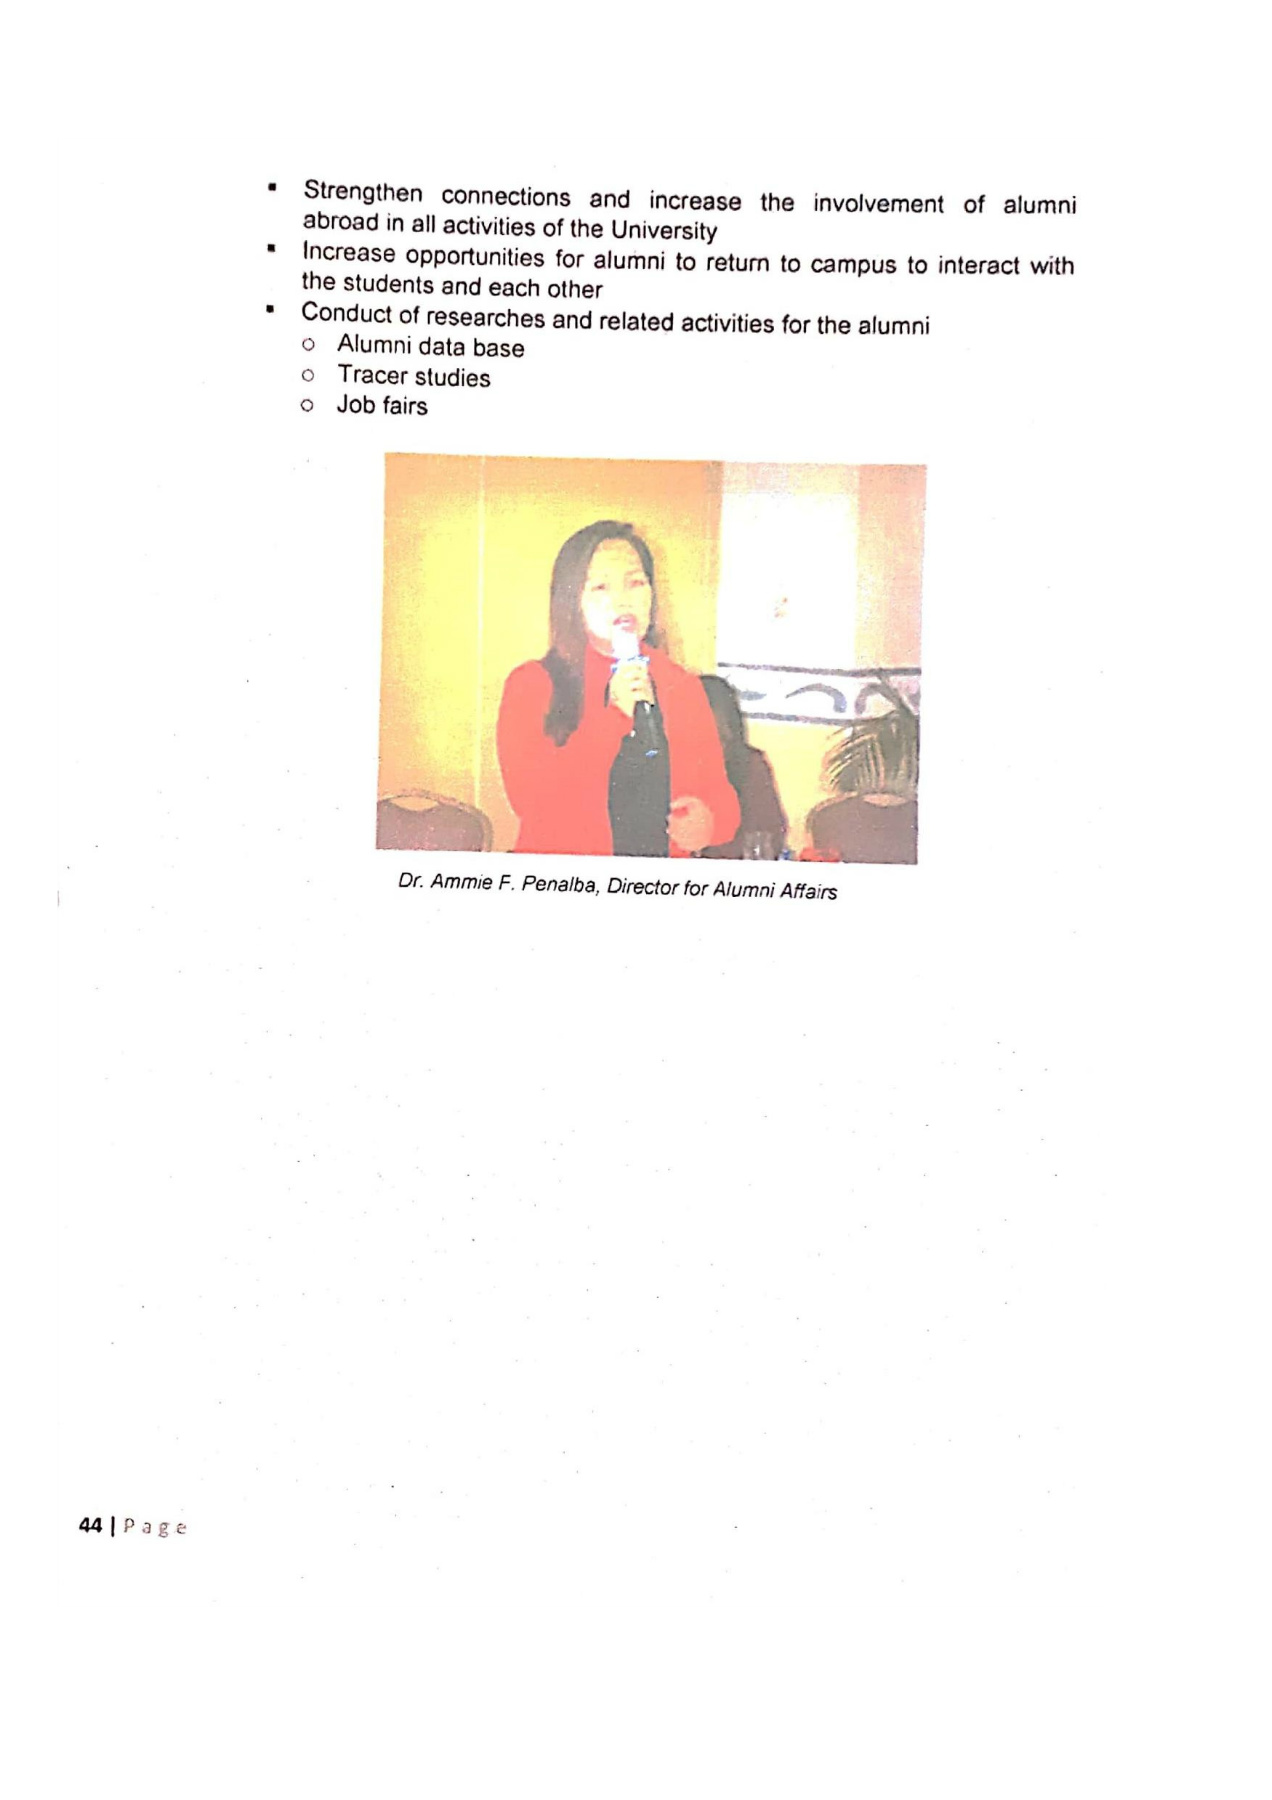 ▪ Strengthen connections and increase the involvement of alumni
abroad in all activities of the University
▪ Increase opportunities for alumni to return to campus to interact with
the students and each other
▪ Conduct of researches and related activities for the alumni
o Alumni data base
o Tracer studies
o Job fairs
Dr. Ammie F. Penalba, Director for Alumni Affairs
44 | Page